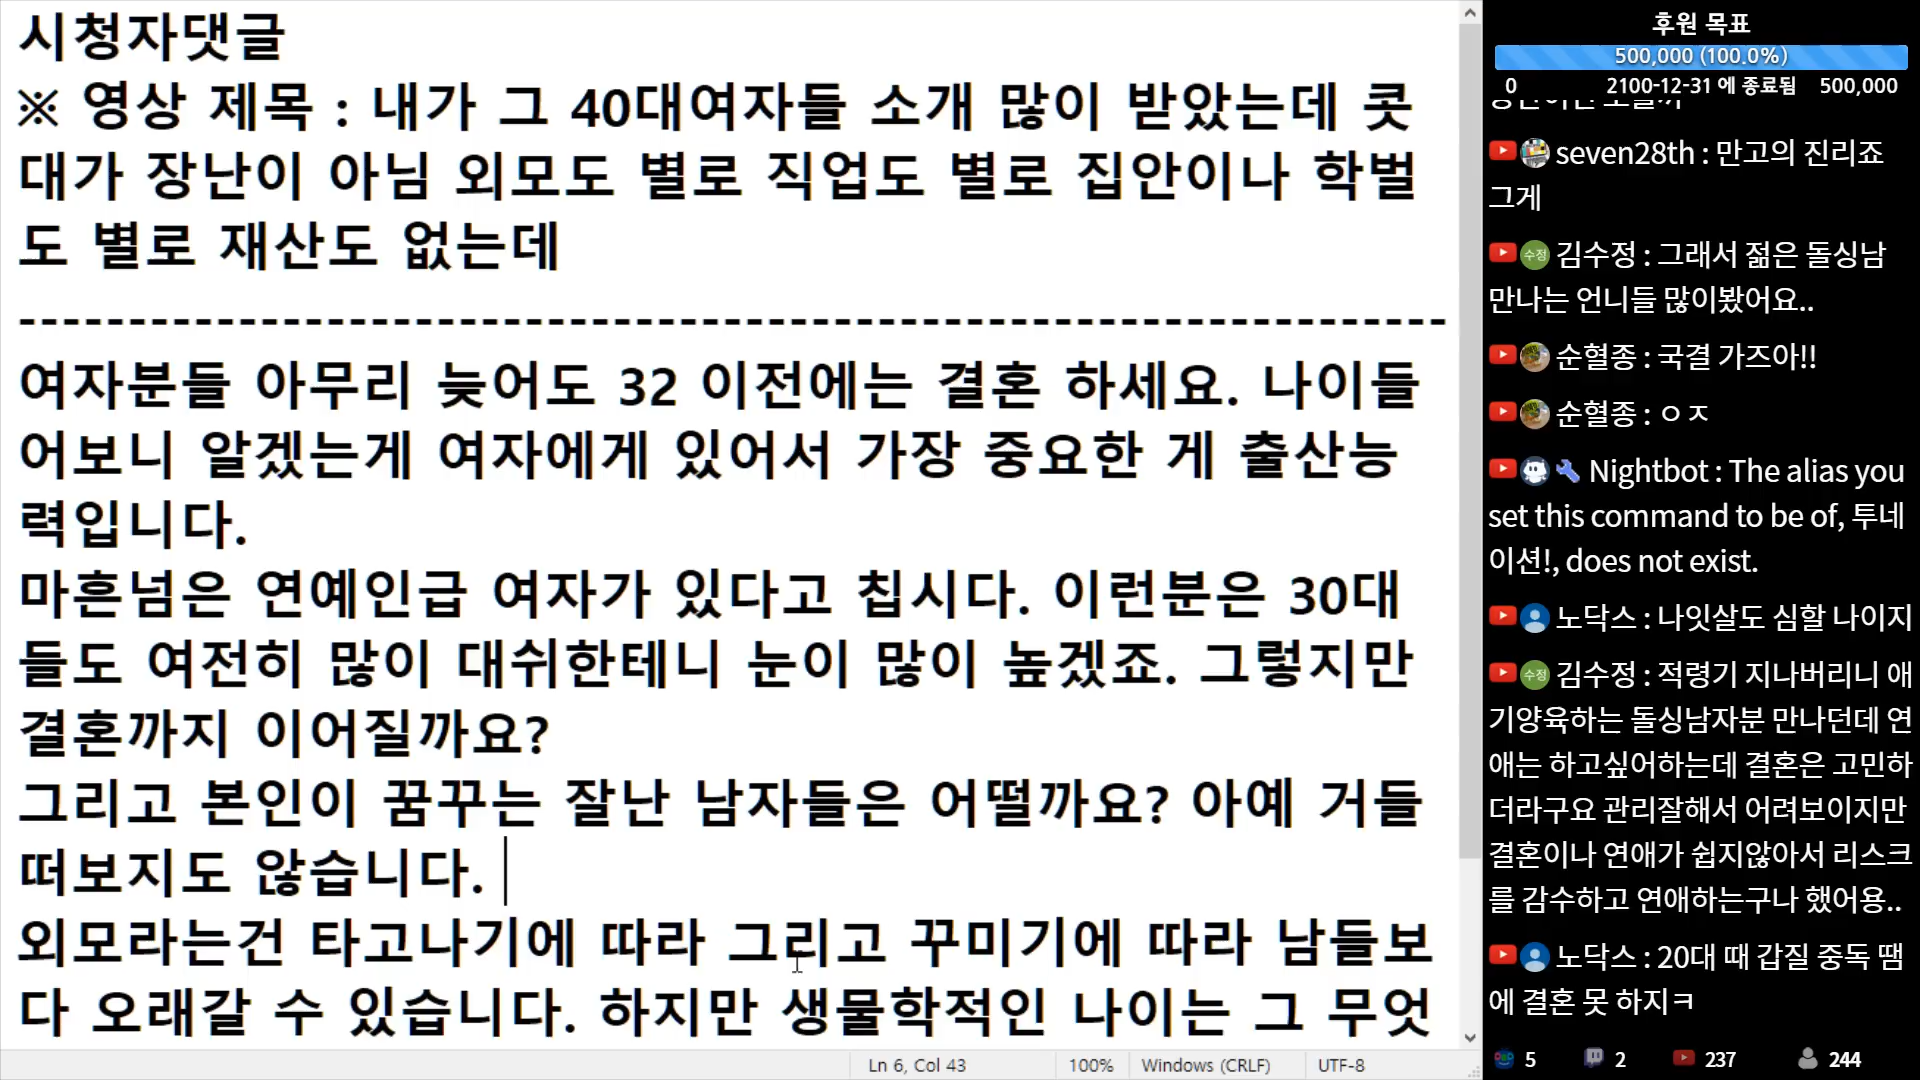 시청자댓글
※ 영상 제목 : 내가 그 40대여자들 소개 많이 받았는데 콧
대가 장난이 아님 외모도 별로 직업도 별로 집안이나 학벌
도 별로 재산도 없는데
--------------------------------------------------------------
여자분들 아무리 늦어도 32 이전에는 결혼 하세요. 나이들
어보니 알겠는게 여자에게 있어서 가장 중요한 게 출산능
력입니다.
마흔넘은 연예인급 여자가 있다고 칩시다. 이런분은 30대
들도 여전히 많이 대쉬한테니 눈이 많이 높겠죠. 그렇지만
결혼까지 이어질까요?
그리고 본인이 꿈꾸는 잘난 남자들은 어떨까요? 아예 거들
떠보지도 않습니다.
외모라는건 타고나기에 따라 그리고 꾸미기에 따라 남들보
다 오래갈 수 있습니다. 하지만 생물학적인 나이는 그 무엇
Ln 6, Col 43
100%
Windows (CRLF)
UTF-8
후원 목표
500,000 (100.0%)
0 2100-12-31 에 종료됨 500,000
seven28th : 만고의 진리죠
그게
수정 김수정 : 그래서 젊은 돌싱남
만나는 언니들 많이봤어요..
순혈종 : 국결 가즈아!!
순혈종 : ㅇㅈ
Nightbot : The alias you
set this command to be of, 투네
이션!, does not exist.
노닥스 : 나잇살도 심할 나이지
수정 김수정 : 적령기 지나버리니 애
기양육하는 돌싱남자분 만나던데 연
애는 하고싶어하는데 결혼은 고민하
더라구요 관리잘해서 어려보이지만
결혼이나 연애가 쉽지않아서 리스크
를 감수하고 연애하는구나 했어용..
노닥스 : 20대 때 갑질 중독 땜
에 결혼 못 하지ㅋ
5 2 237 244